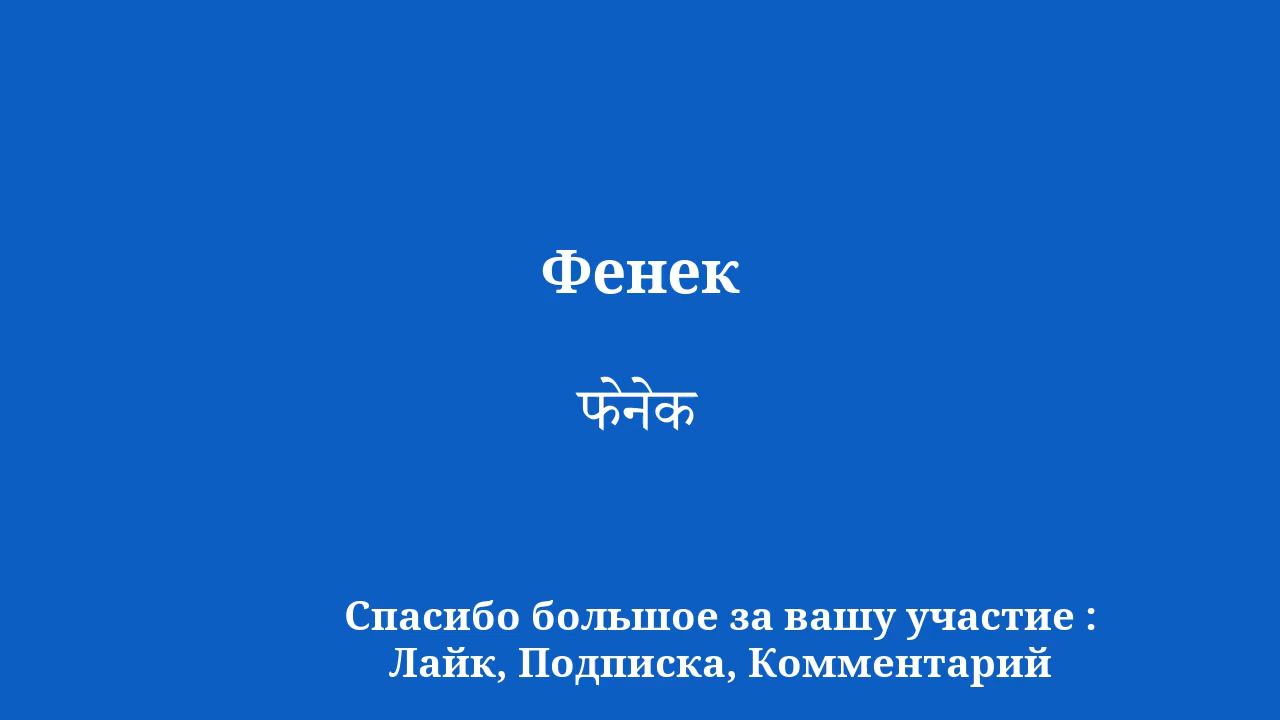 Фенек
फेनेक
Спасибо большое за вашу участие :
Лайк, Подписка, Комментарий